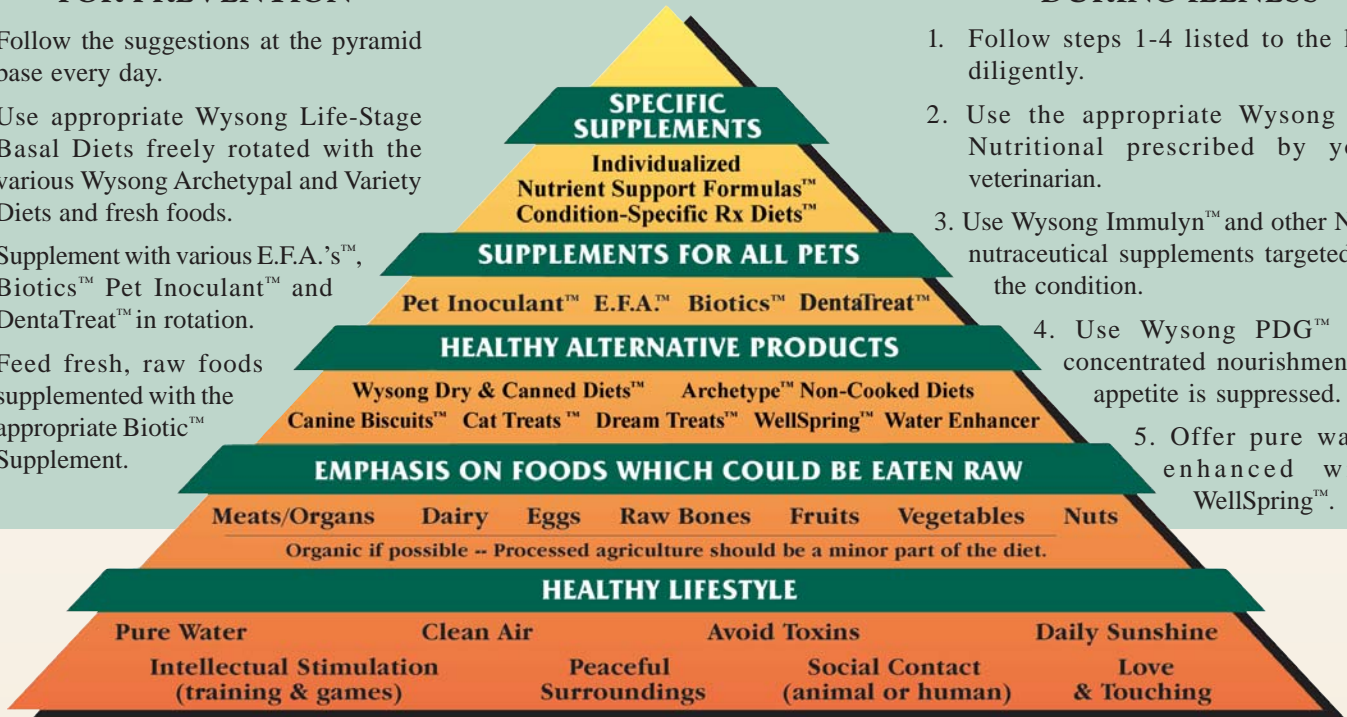 FOR PREVENTION
Follow the suggestions at the pyramid
base every day.
Use appropriate Wysong Life-Stage
Basal Diets freely rotated with the
various Wysong Archetypal and Variety
Diets and fresh foods.
Supplement with various E.F.A.'s™,
Biotics™ Pet Inoculant™ and
DentaTreat™ in rotation.
Feed fresh, raw foods
supplemented with the
appropriate Biotic™
Supplement.
SPECIFIC
SUPPLEMENTS
Individualized
Nutrient Support Formulas™
Condition-Specific Rx Diets™
SUPPLEMENTS FOR ALL PETS
Pet Inoculant™ E.F.A.™ Biotics™ DentaTreat™
HEALTHY ALTERNATIVE PRODUCTS
Wysong Dry & Canned Diets™ Archetype™ Non-Cooked Diets
Canine Biscuits™ Cat Treats ™ Dream Treats™ WellSpring™ Water Enhancer
EMPHASIS ON FOODS WHICH COULD BE EATEN RAW
Meats/Organs Dairy Eggs Raw Bones Fruits Vegetables Nuts
Organic if possible -- Processed agriculture should be a minor part of the diet.
HEALTHY LIFESTYLE
Pure Water Clean Air Avoid Toxins Daily Sunshine
Intellectual Stimulation Peaceful Social Contact Love
(training & games) Surroundings (animal or human) & Touching
DURING ILLNESS
1. Follow steps 1-4 listed to the
diligently.
2. Use the appropriate Wysong
Nutritional prescribed by
veterinarian.
3. Use Wysong Immulyn™ and other
nutraceutical supplements targeted
the condition.
4. Use Wysong PDG™
concentrated nourishment
appetite is suppressed.
5. Offer pure
enhanced
WellSpring™.